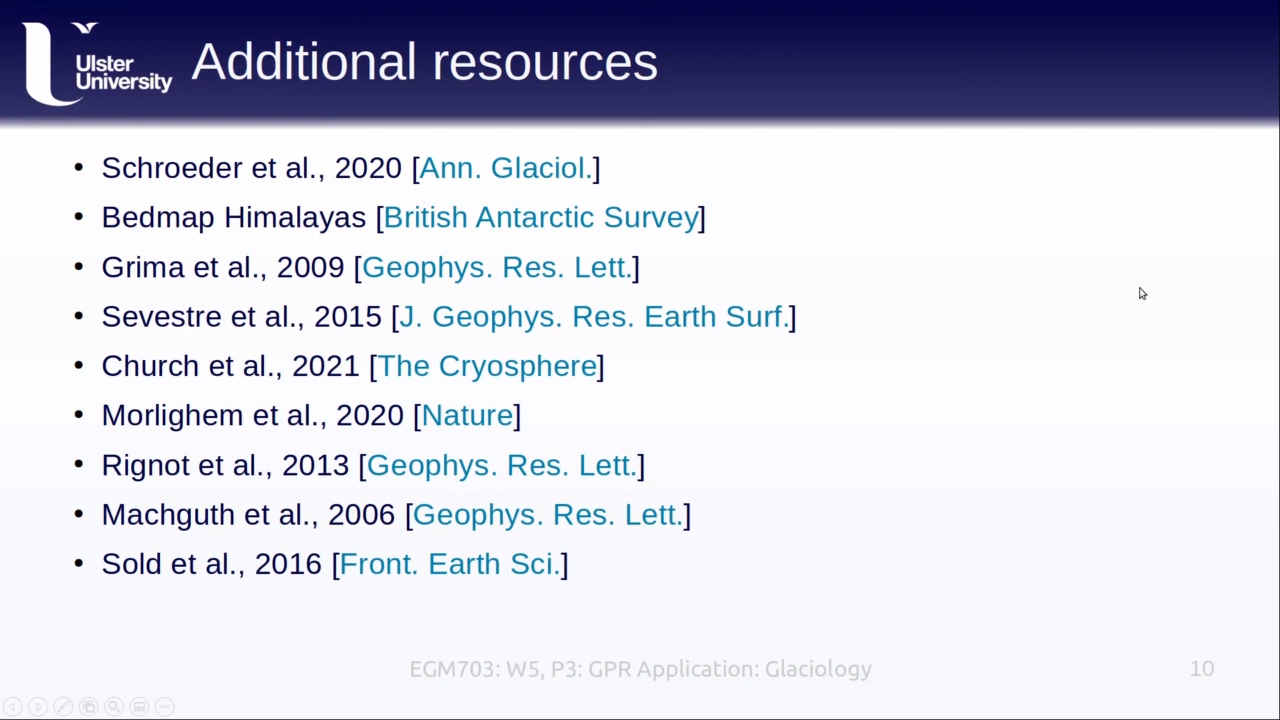 Ulster
University
Additional resources
• Schroeder et al., 2020 [Ann. Glaciol.]
• Bedmap Himalayas [British Antarctic Survey]
• Grima et al., 2009 [Geophys. Res. Lett.]
• Sevestre et al., 2015 [J. Geophys. Res. Earth Surf.]
• Church et al., 2021 [The Cryosphere]
• Morlighem et al., 2020 [Nature]
• Rignot et al., 2013 [Geophys. Res. Lett.]
• Machguth et al., 2006 [Geophys. Res. Lett.]
• Sold et al., 2016 [Front. Earth Sci.]
EGM703: W5, P3: GPR Application: Glaciology
10